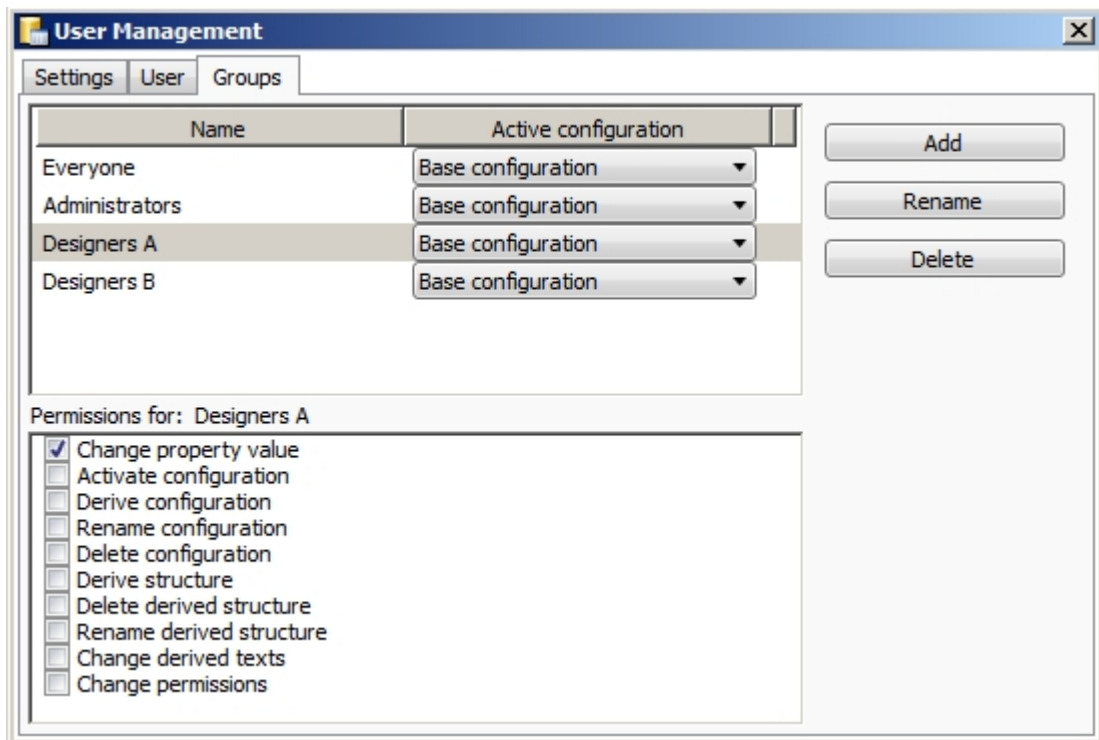 User Management
Settings User Groups
Name Active configuration
Everyone Base configuration
Administrators Base configuration
Designers A Base configuration
Designers B Base configuration
Add
Rename
Delete
Permissions for: Designers A
Change property value
Activate configuration
Derive configuration
Rename configuration
Delete configuration
Derive structure
Delete derived structure
Rename derived structure
Change derived texts
Change permissions